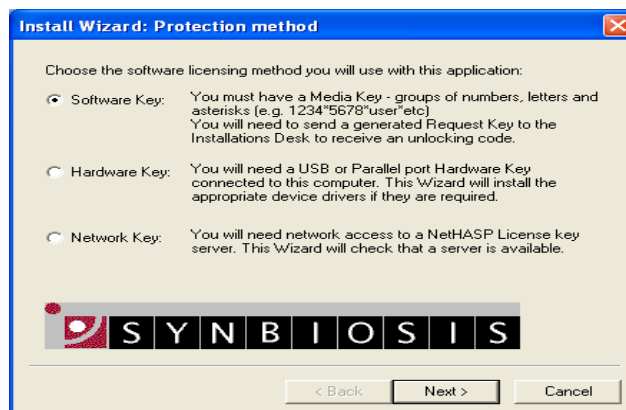 Install Wizard: Protection method
Choose the software licensing method you will use with this application:
Software Key:
You must have a Media Key - groups of numbers, letters and
asterisks (e.g. 1234*5678*user*etc)
You will need to send a generated Request Key to the
Installations Desk to receive an unlocking code.
Hardware Key:
You will need a USB or Parallel port Hardware Key
connected to this computer. This Wizard will install the
appropriate device drivers if they are required.
Network Key:
You will need network access to a NetHASP License key
server. This Wizard will check that a server is available.
SYNBIOSIS
< Back
Next >
Cancel